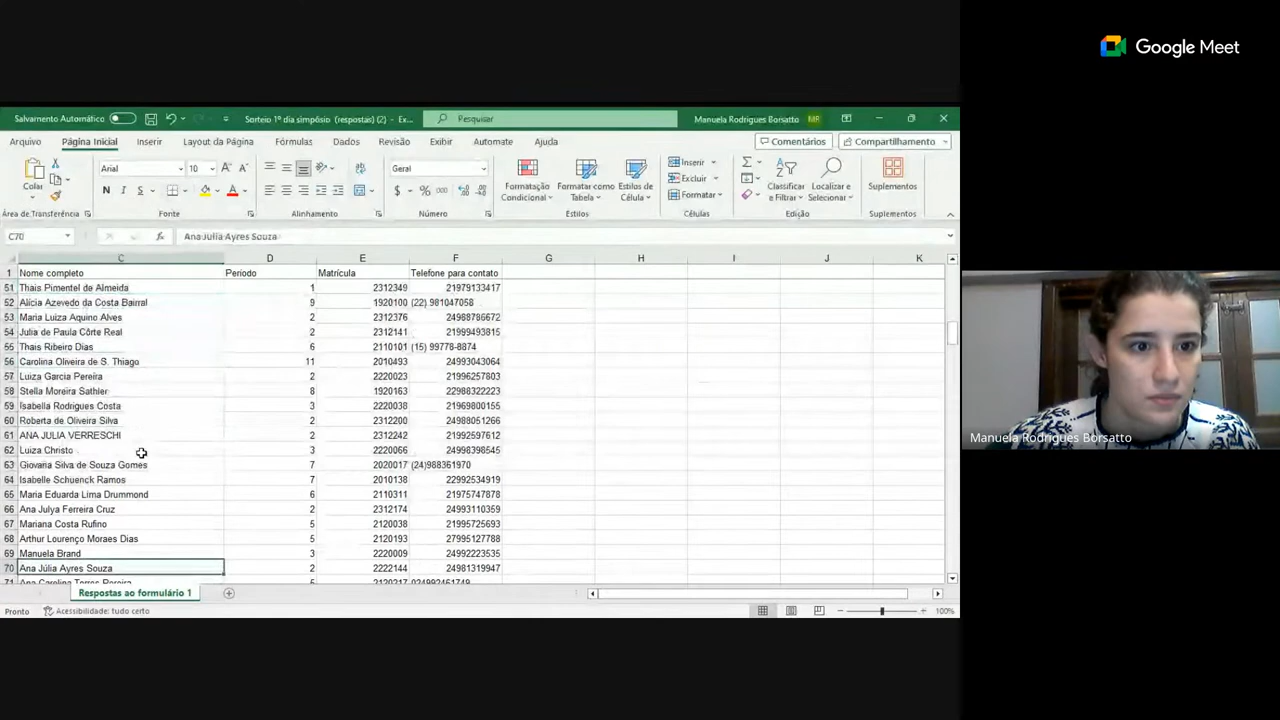 Google Meet
Salvamento Automático
Sorteio 1º dia simpósio (respostas) (2) - Ex...
Pesquisar
Manuela Rodrigues Borsatto MR
Arquivo Página Inicial Inserir Layout da Página Fórmulas Dados Revisão Exibir Automate Ajuda
Comentários Compartilhamento
Colar
Arial 10
N I S
Geral
Formatação Condicional
Formatar como Tabela
Estilos de Célula
Inserir
Excluir
Formatar
Classificar e Filtrar
Localizar e Selecionar
Suplementos
Área de Transferência Fonte Alinhamento Número Estilos Células Edição Suplementos
C70 fx Ana Júlia Ayres Souza
C D E F G H I J K
1 Nome completo Periodo Matrícula Telefone para contato
51 Thais Pimentel de Almeida 1 2312349 21979133417
52 Alícia Azevedo da Costa Bairral 9 1920100 (22) 981047058
53 Maria Luiza Aquino Alves 2 2312376 24988786672
54 Julia de Paula Côrte Real 2 2312141 21999493815
55 Thais Ribeiro Dias 6 2110101 (15) 99778-8874
56 Carolina Oliveira de S. Thiago 11 2010493 24993043064
57 Luiza Garcia Pereira 2 2220023 21996257803
58 Stella Moreira Sathler 8 1920163 22988322223
59 Isabella Rodrigues Costa 3 2220038 21969800155
60 Roberta de Oliveira Silva 2 2312200 24988051266
61 ANA JULIA VERRESCHI 2 2312242 21992597612
62 Luiza Christo 3 2220066 24998398545
63 Giovana Silva de Souza Gomes 7 2020017 (24)988361970
64 Isabelle Schuenck Ramos 7 2010138 22992534919
65 Maria Eduarda Lima Drummond 6 2110311 21975747878
66 Ana Julya Ferreira Cruz 2 2312174 24993110359
67 Mariana Costa Rufino 5 2120038 21995725693
68 Arthur Lourenço Moraes Dias 5 2120193 27995127788
69 Manuela Brand 3 2220009 24992223535
70 Ana Júlia Ayres Souza 2 2222144 24981319947
71 Ana Carolina Torres Pereira 5 2120217 024992461749
Respostas ao formulário 1
Pronto Acessibilidade: tudo certo 100%
Manuela Rodrigues Borsatto